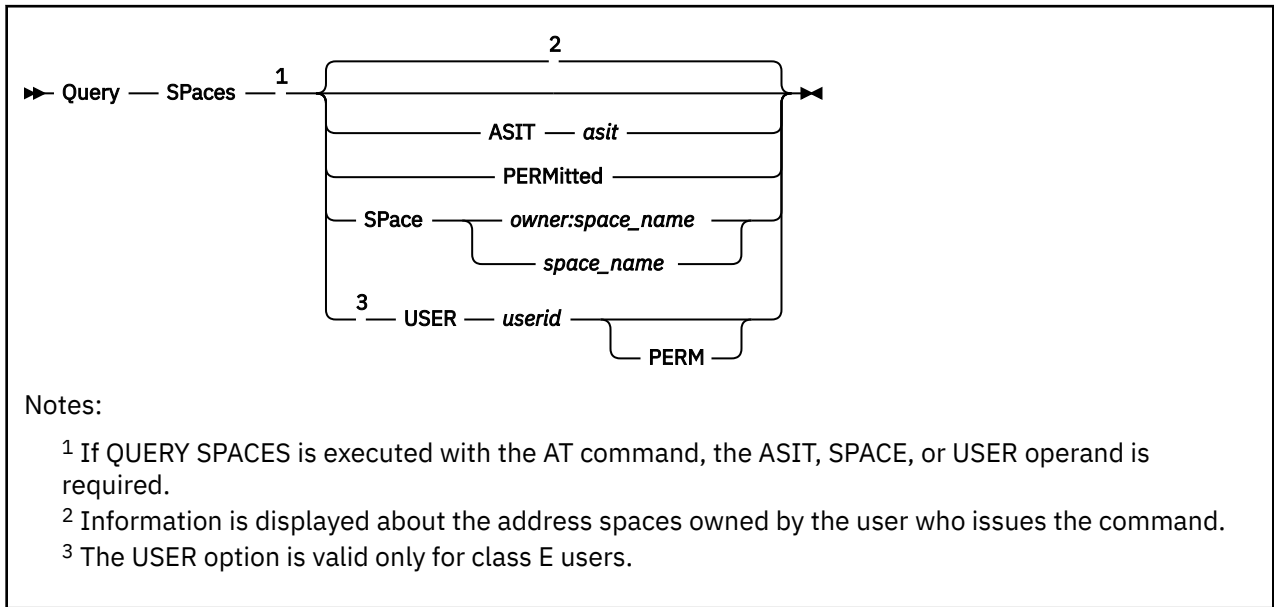 2
Query SPaces 1
ASIT asit
PERMitted
SPace owner:space_name
space_name
3 USER userid
PERM
Notes:
1 If QUERY SPACES is executed with the AT command, the ASIT, SPACE, or USER operand is
required.
2 Information is displayed about the address spaces owned by the user who issues the command.
3 The USER option is valid only for class E users.